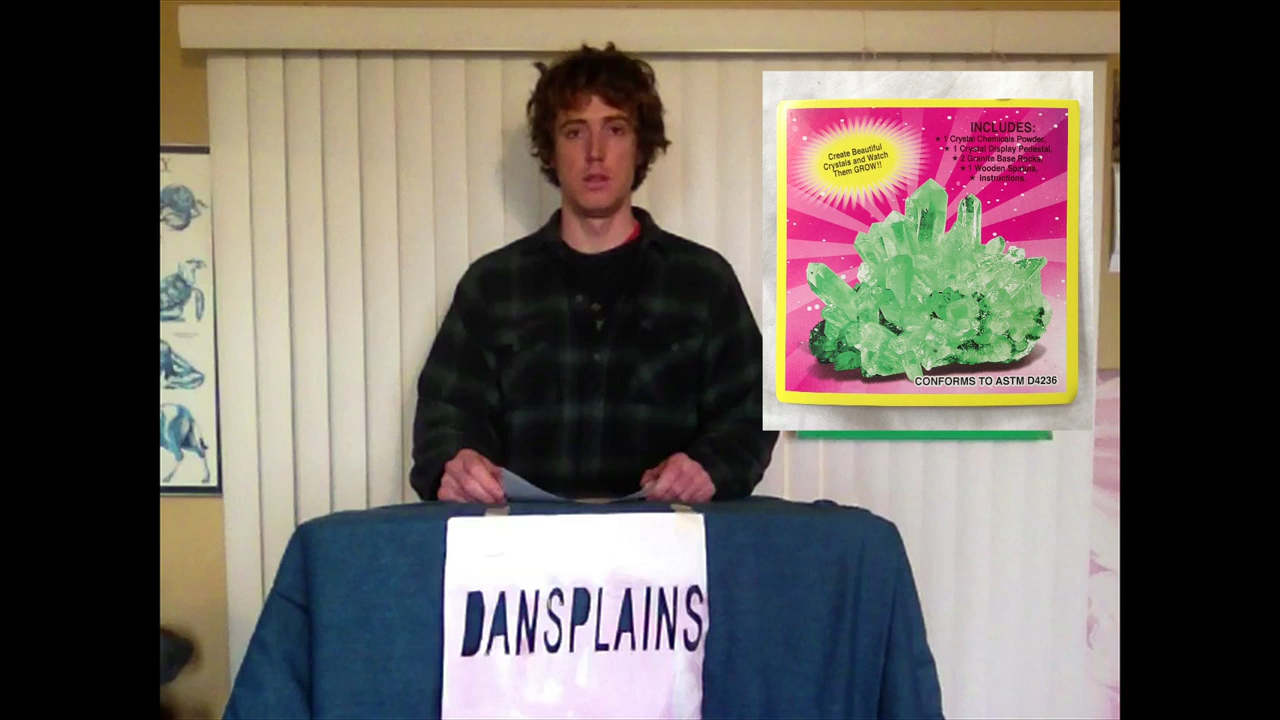 Y
Create Beautiful
Crystals and Watch
Them GROW!!
INCLUDES:
★ 1 Crystal Chemicals Powder,
★ 1 Crystal Display Pedestal,
★ 2 Granite Base Rocks,
★ 1 Wooden Spatula,
★ Instructions.
CONFORMS TO ASTM D4236
DANSPLAINS